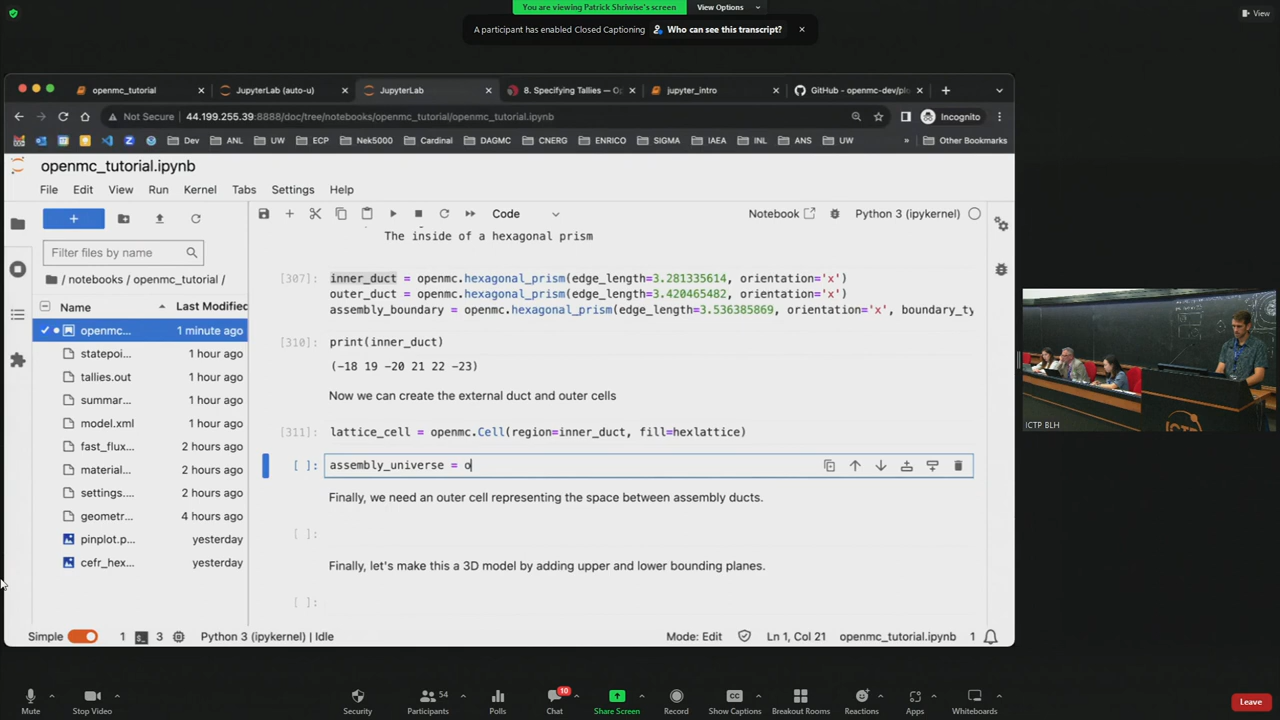 You are viewing Patrick Shriwise's screen
View Options
View
A participant has enabled Closed Captioning
Who can see this transcript?
openmc_tutorial
JupyterLab (auto-u)
JupyterLab
8. Specifying Tallies — O
jupyter_intro
GitHub - openmc-dev/plo
Not Secure
44.199.255.39:8888/doc/tree/notebooks/openmc_tutorial/openmc_tutorial.ipynb
Incognito
Dev
ANL
UW
ECP
Nek5000
Cardinal
DAGMC
CNERG
ENRICO
SIGMA
IAEA
INL
ANS
UW
»
Other Bookmarks
openmc_tutorial.ipynb
File
Edit
View
Run
Kernel
Tabs
Settings
Help
Code
Notebook
Python 3 (ipykernel)
Filter files by name
/ notebooks / openmc_tutorial /
Name
Last Modified
openmc...
1 minute ago
statepoi...
1 hour ago
tallies.out
1 hour ago
summar...
1 hour ago
model.xml
1 hour ago
fast_flux...
2 hours ago
material...
2 hours ago
settings....
2 hours ago
geometr...
4 hours ago
pinplot.p...
yesterday
cefr_hex...
yesterday
The inside of a hexagonal prism
[307]: inner_duct = openmc.hexagonal_prism(edge_length=3.281335614, orientation='x')
outer_duct = openmc.hexagonal_prism(edge_length=3.420465482, orientation='x')
assembly_boundary = openmc.hexagonal_prism(edge_length=3.536385869, orientation='x', boundary_ty
[310]: print(inner_duct)
(-18 19 -20 21 22 -23)
Now we can create the external duct and outer cells
[311]: lattice_cell = openmc.Cell(region=inner_duct, fill=hexlattice)
[ ]: assembly_universe = o
Finally, we need an outer cell representing the space between assembly ducts.
[ ]:
Finally, let's make this a 3D model by adding upper and lower bounding planes.
[ ]:
Simple
1
3
Python 3 (ipykernel) | Idle
Mode: Edit
Ln 1, Col 21
openmc_tutorial.ipynb
1
ICTP BLH
Mute
Stop Video
Security
54
Participants
Polls
10
Chat
Share Screen
Record
CC
Show Captions
Breakout Rooms
Reactions
Apps
Whiteboards
Leave